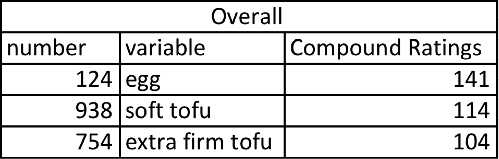 Overall
number variable Compound Ratings
124 egg 141
938 soft tofu 114
754 extra firm tofu 104